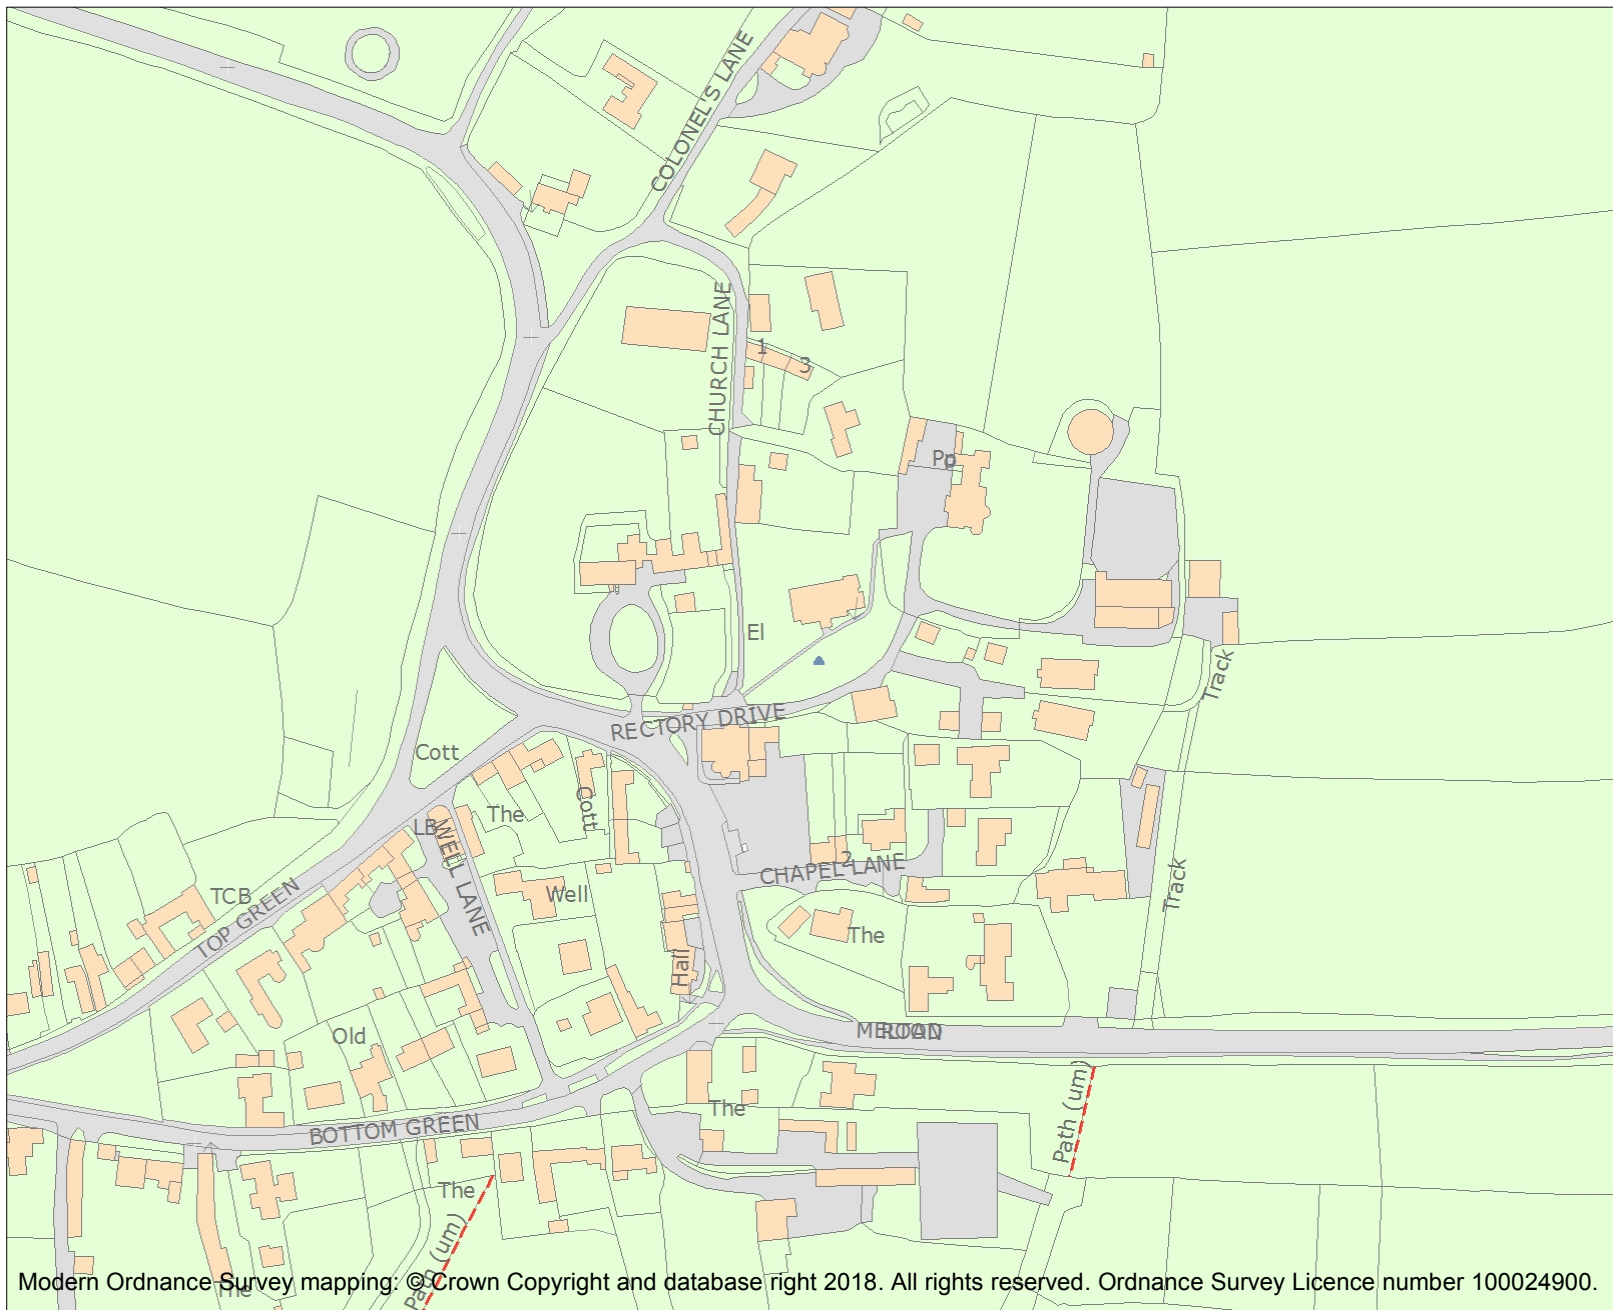 COLONEL'S LANE
CHURCH LANE
1
3
Pp
El
RECTORY DRIVE
Cott
The
Cott
LB
WELL LANE
2
CHAPEL LANE
TCB
TOP GREEN
Well
The
Hall
Track
Track
Old
ROAD
The
Path (um)
BOTTOM GREEN
The
Path (um)
The
Modern Ordnance Survey mapping: © Crown Copyright and database right 2018. All rights reserved. Ordnance Survey Licence number 100024900.